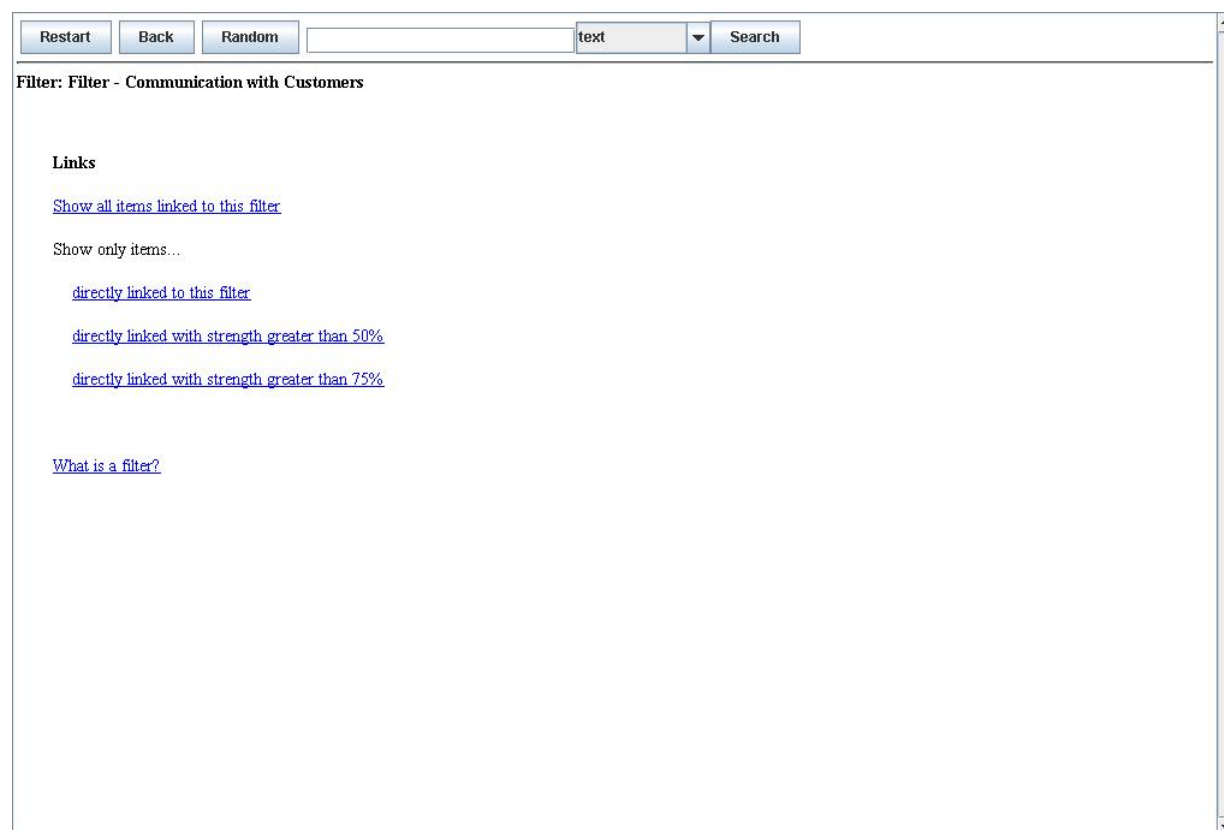 Restart Back Random text Search
Filter: Filter - Communication with Customers
Links
Show all items linked to this filter
Show only items...
directly linked to this filter
directly linked with strength greater than 50%
directly linked with strength greater than 75%
What is a filter?